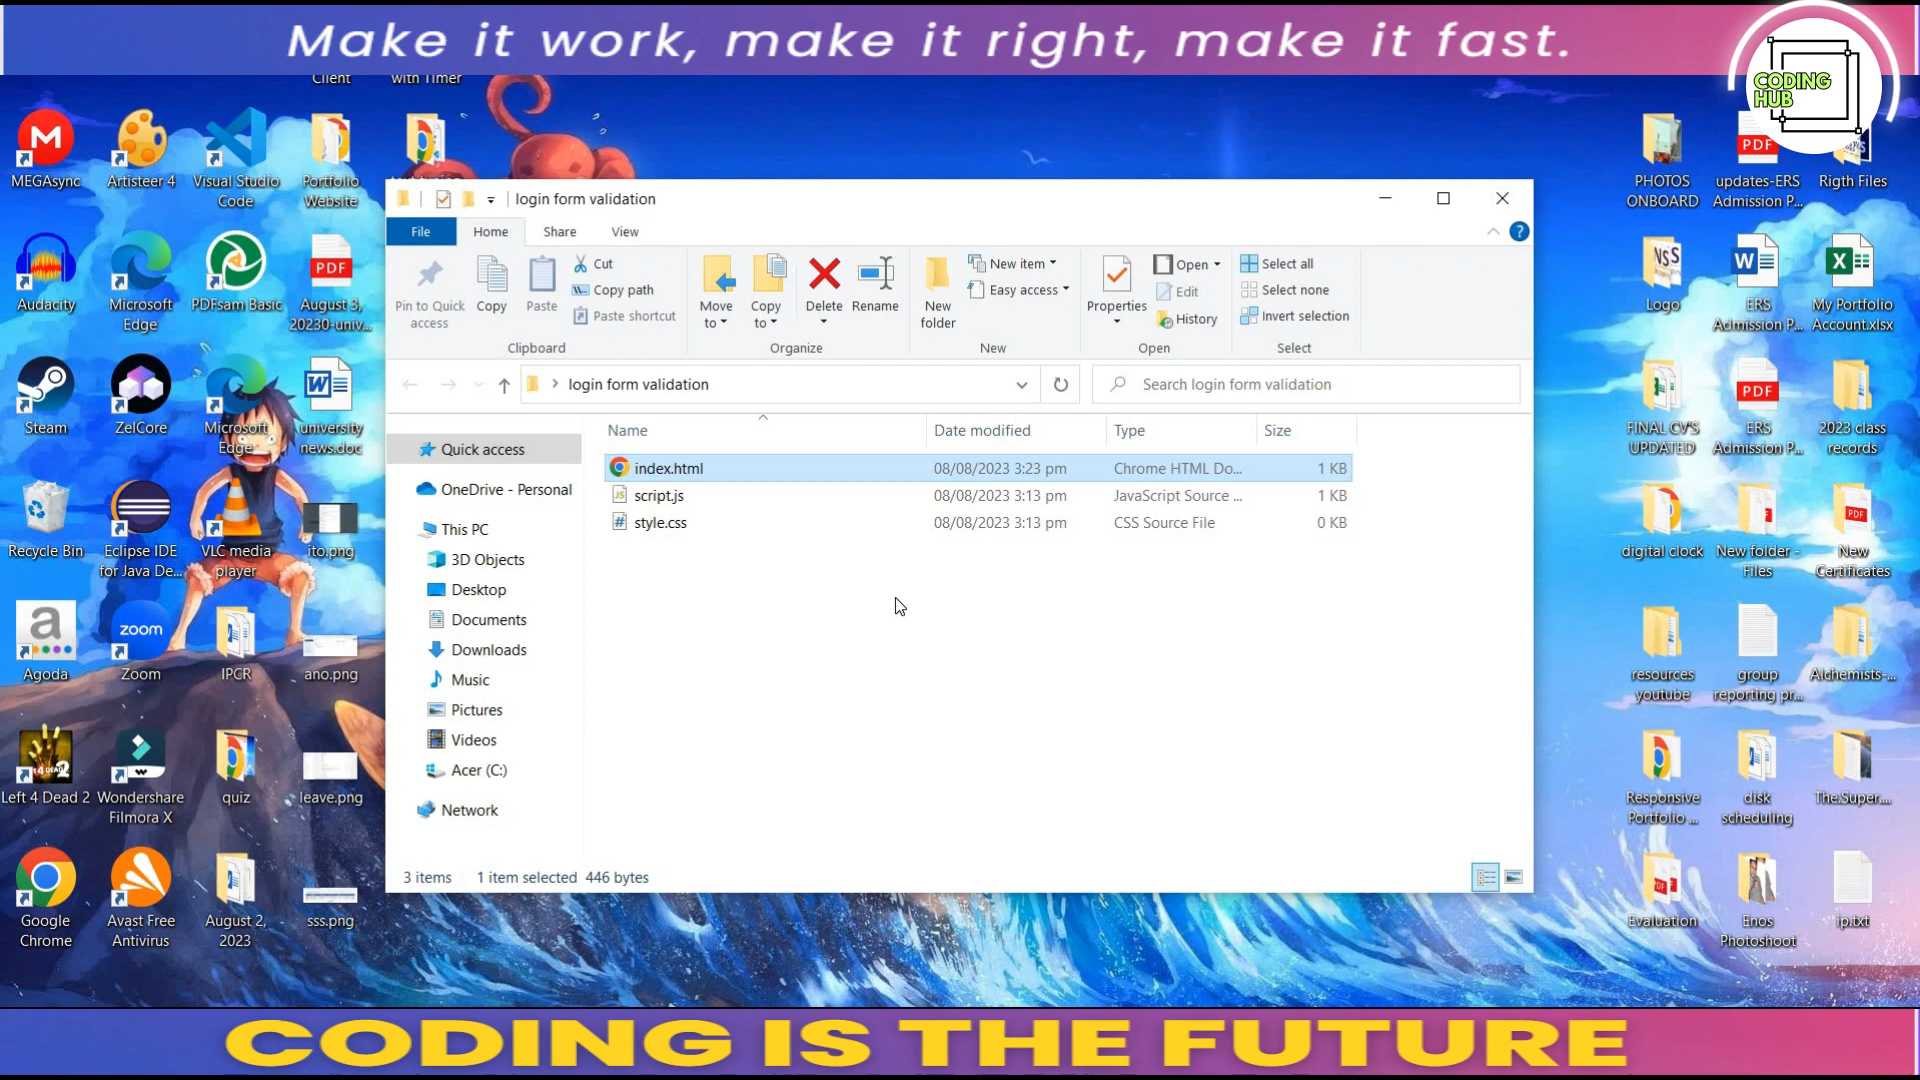 Make it work, make it right, make it fast.
CODING
HUB
Client
with Timer
MEGAsync
Artisteer 4
Visual Studio
Code
Portfolio
Website
PHOTOS
ONBOARD
PDF
updates-ERS
Admission P...
Rigth Files
login form validation
File
Home
Share
View
Pin to Quick
access
Copy
Paste
Cut
Copy path
Paste shortcut
Clipboard
Move
to
Copy
to
Delete
Rename
Organize
New
folder
New item
Easy access
New
Properties
Open
Edit
History
Open
Select all
Select none
Invert selection
Select
login form validation
Search login form validation
Name
Date modified
Type
Size
index.html
08/08/2023 3:23 pm
Chrome HTML Do...
1 KB
script.js
08/08/2023 3:13 pm
JavaScript Source ...
1 KB
style.css
08/08/2023 3:13 pm
CSS Source File
0 KB
Quick access
OneDrive - Personal
This PC
3D Objects
Desktop
Documents
Downloads
Music
Pictures
Videos
Acer (C:)
Network
3 items
1 item selected
446 bytes
Audacity
Microsoft
Edge
PDFsam Basic
PDF
August 3,
20230-univ...
NSS
Logo
ERS
Admission P...
My Portfolio
Account.xlsx
Steam
ZelCore
Microsoft
Edge
university
news.doc
FINAL CV'S
UPDATED
PDF
ERS
Admission P...
2023 class
records
Recycle Bin
Eclipse IDE
for Java De...
VLC media
player
ito.png
digital clock
New folder -
Files
PDF
New
Certificates
a
Agoda
zoom
Zoom
IPCR
ano.png
resources
youtube
group
reporting pr...
Alchemists-...
Left 4 Dead 2
Wondershare
Filmora X
quiz
leave.png
Responsive
Portfolio ...
disk
scheduling
The.Super....
Google
Chrome
Avast Free
Antivirus
August 2,
2023
sss.png
Evaluation
Enos
Photoshoot
ip.txt
CODING IS THE FUTURE